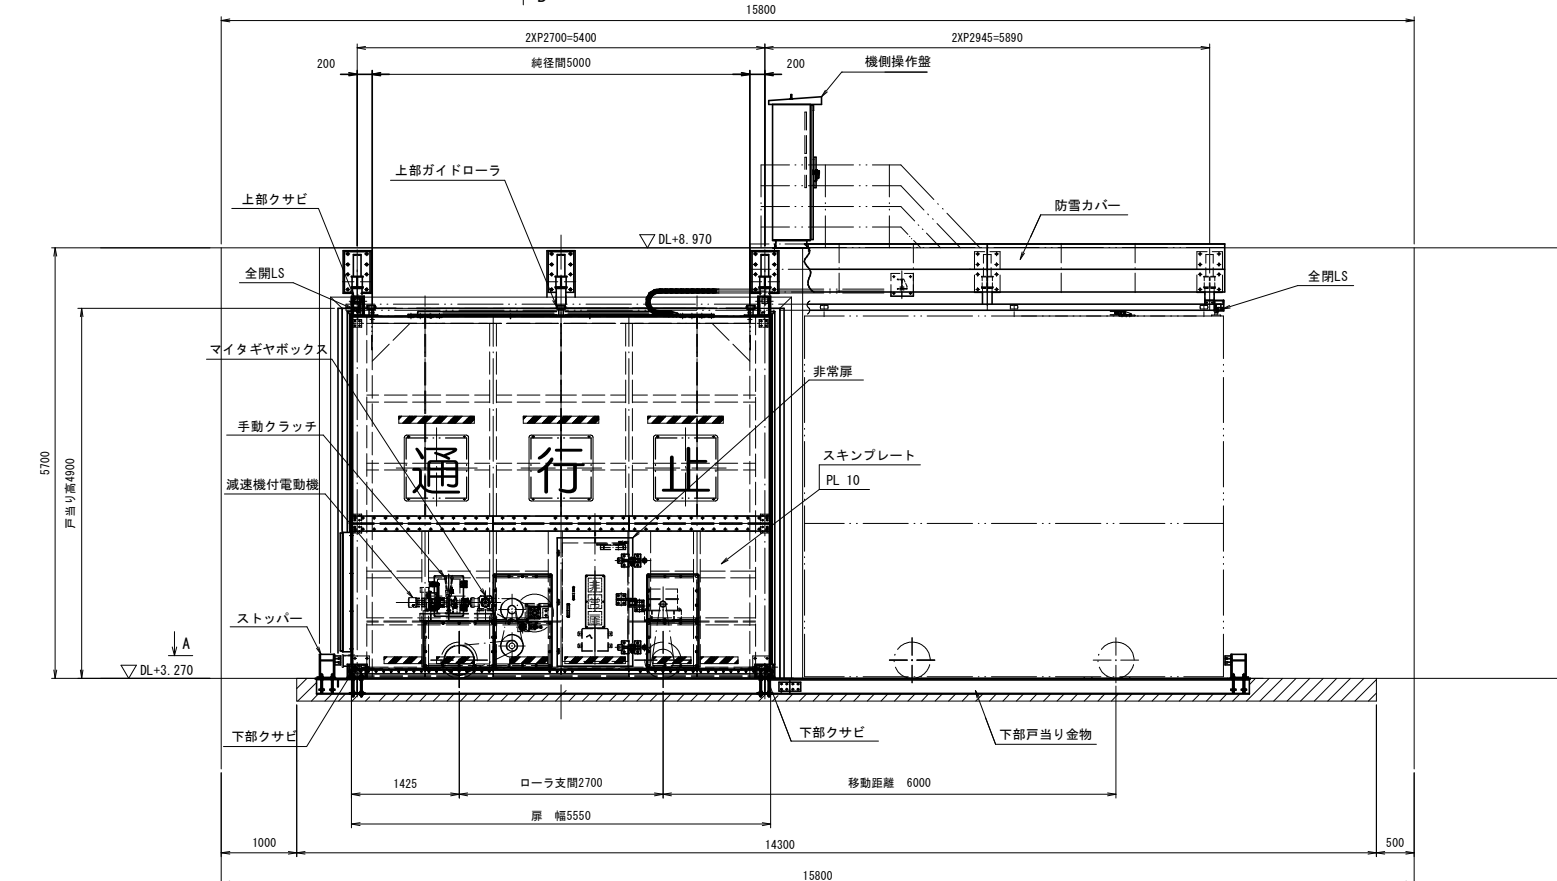 15800
2XP2700=5400
2XP2945=5890
200
純径間5000
200
機側操作盤
上部ガイドローラ
上部クサビ
防雪カバー
DL+8.970
全開LS
全閉LS
マイタギヤボックス
非常扉
手動クラッチ
通 行 止
スキンプレート
PL 10
減速機付電動機
5700
戸当り高4900
ストッパー
A
DL+3.270
下部クサビ
下部クサビ
下部戸当り金物
1425
ローラ支間2700
移動距離 6000
扉 幅5550
1000
14300
500
15800